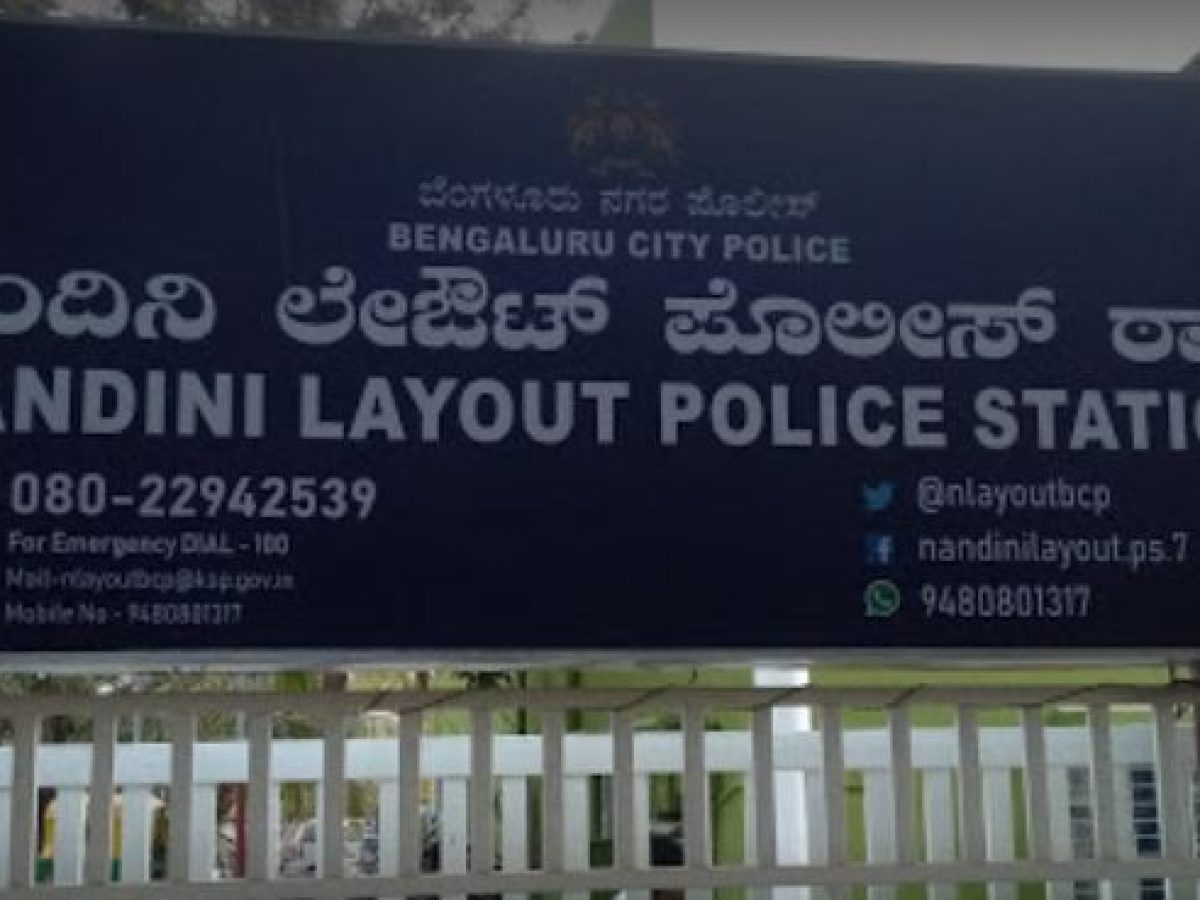 ಬೆಂಗಳೂರು ನಗರ ಪೊಲೀಸ್
BENGALURU CITY POLICE
ಂದಿನಿ ಲೇಔಟ್ ಪೊಲೀಸ್ ಠಾ
ANDINI LAYOUT POLICE STATIO
080-22942539
For Emergency DIAL - 100
Mail-nlayoutbcp@ksp.gov.in
Mobile No - 9480801317
@nlayoutbcp
nandinilayout.ps.7
9480801317